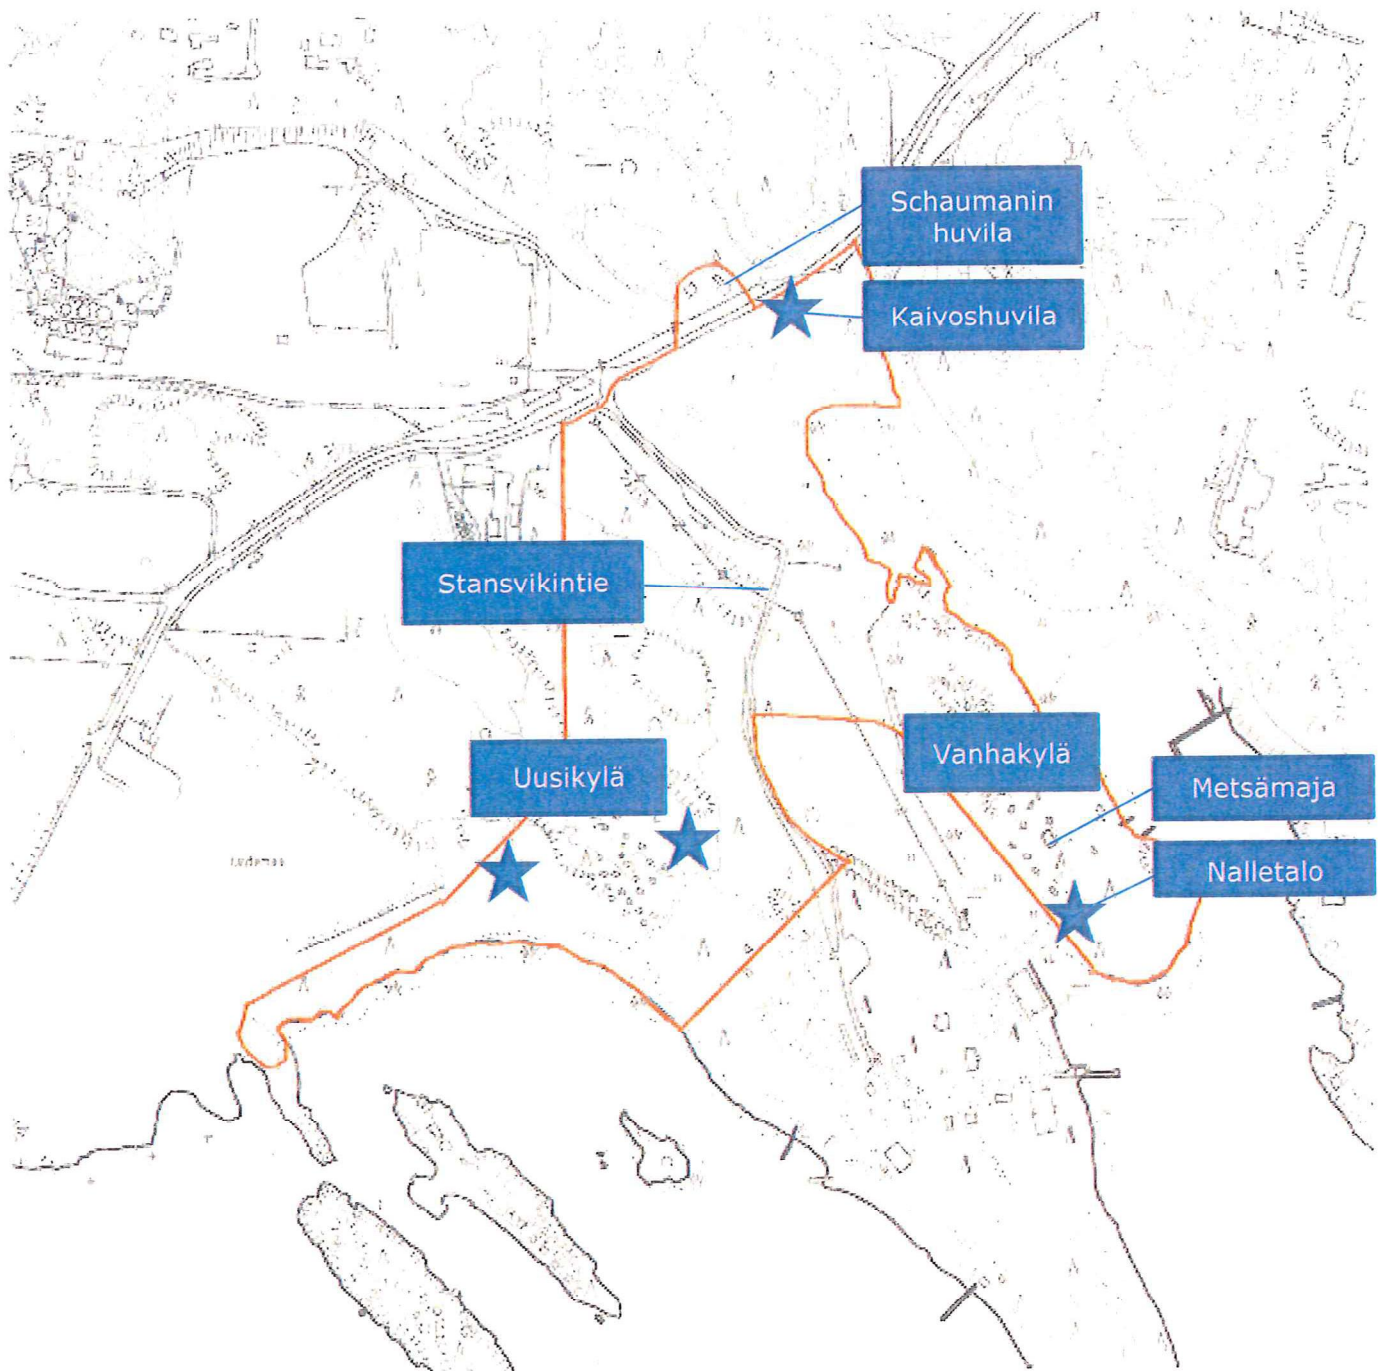 Schaumanin
huvila
Kaivoshuvila
Stansvikintie
Vanhakylä
Uusikylä
Metsämaja
Nalletalo